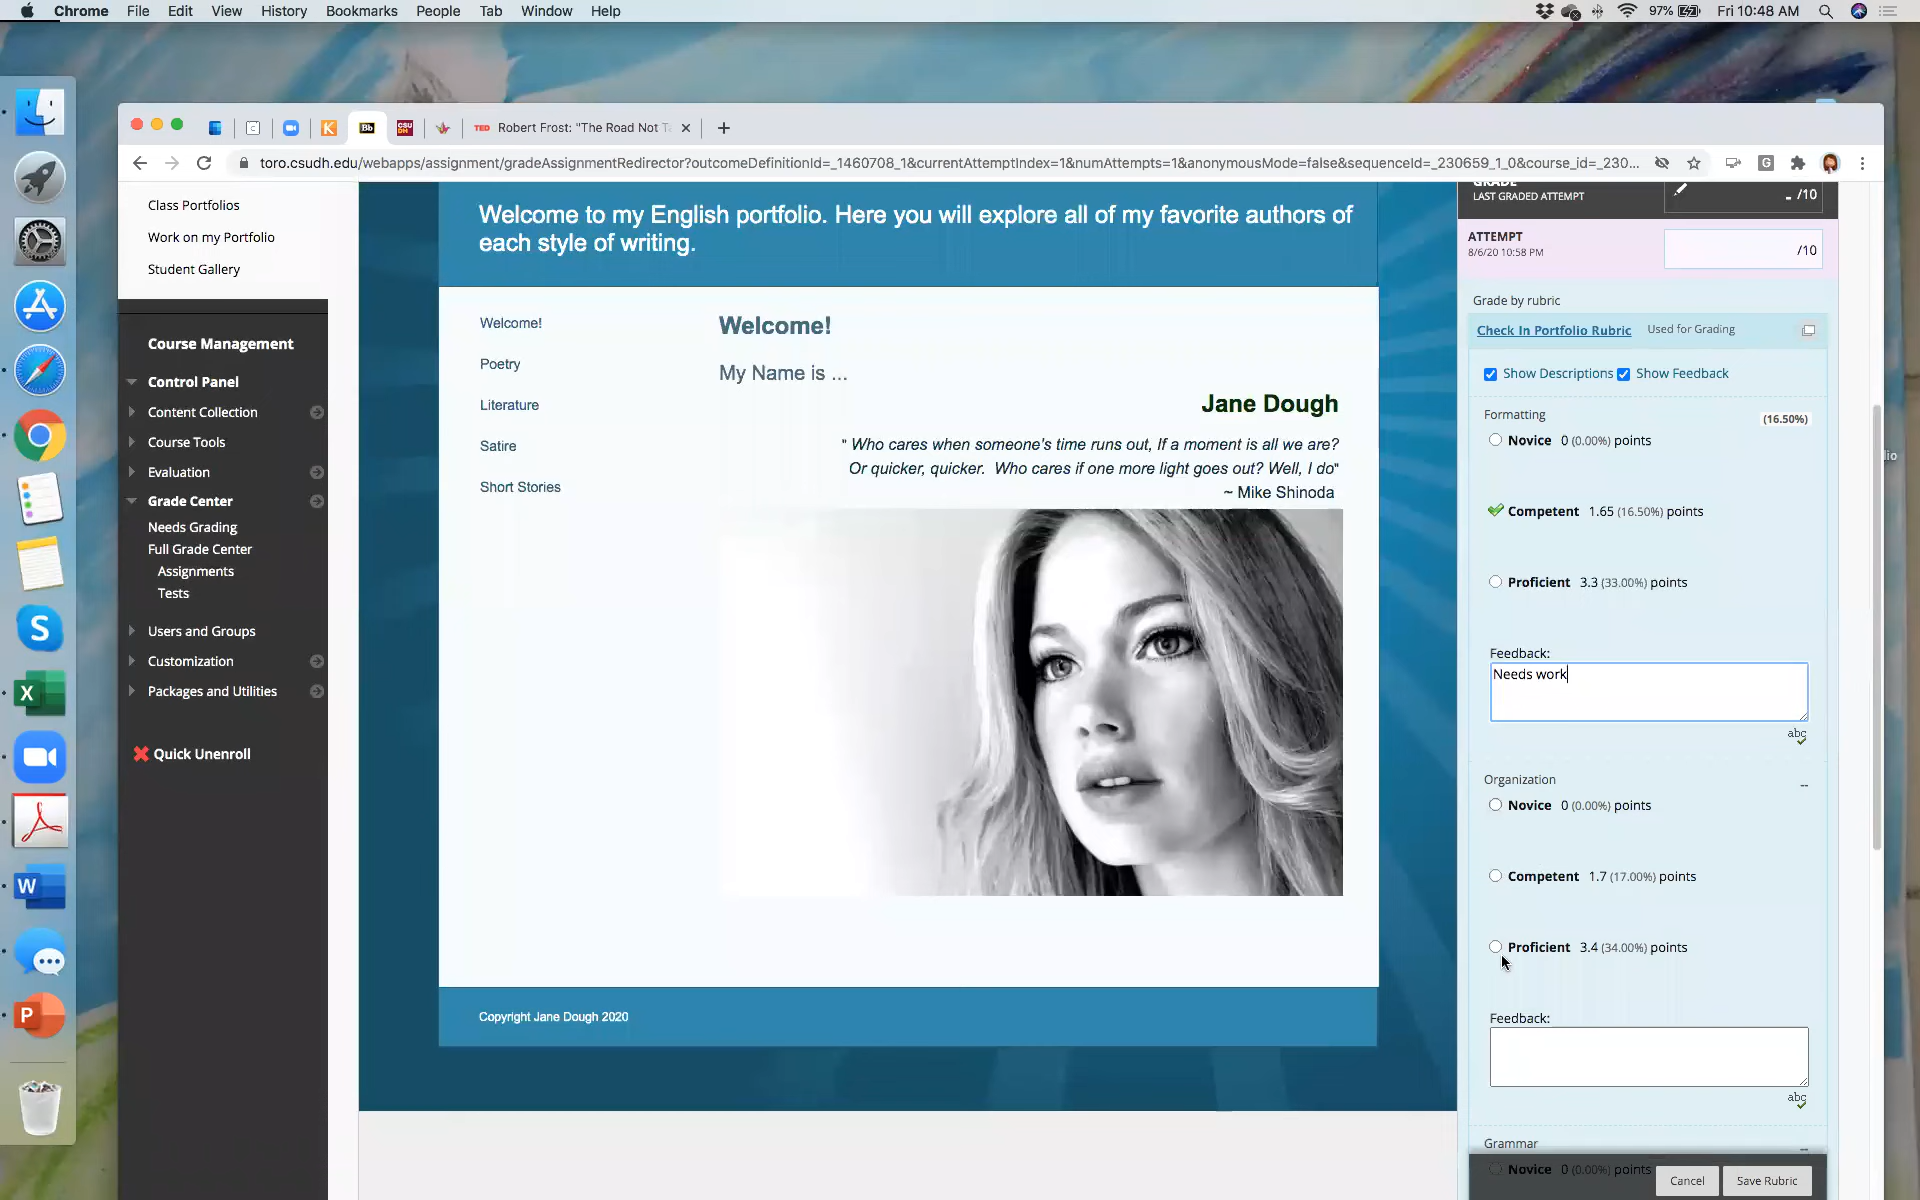 Chrome File Edit View History Bookmarks People Tab Window Help
97% Fri 10:48 AM
Bb CSU DH TED Robert Frost: "The Road Not T
toro.csudh.edu/webapps/assignment/gradeAssignmentRedirector?outcomeDefinitionId=_1460708_1&currentAttemptIndex=1&numAttempts=1&anonymousMode=false&sequenceId=_230659_1_0&course_id=_230...
Class Portfolios
Work on my Portfolio
Student Gallery
Course Management
Control Panel
Content Collection
Course Tools
Evaluation
Grade Center
Needs Grading
Full Grade Center
Assignments
Tests
Users and Groups
Customization
Packages and Utilities
Quick Unenroll
Welcome to my English portfolio. Here you will explore all of my favorite authors of
each style of writing.
Welcome!
Poetry
Literature
Satire
Short Stories
Welcome!
My Name is ...
Jane Dough
" Who cares when someone's time runs out, If a moment is all we are?
Or quicker, quicker. Who cares if one more light goes out? Well, I do"
~ Mike Shinoda
Copyright Jane Dough 2020
GRADE
LAST GRADED ATTEMPT
- /10
ATTEMPT
8/6/20 10:58 PM
/10
Grade by rubric
Check In Portfolio Rubric Used for Grading
Show Descriptions Show Feedback
Formatting (16.50%)
Novice 0 (0.00%) points
Competent 1.65 (16.50%) points
Proficient 3.3 (33.00%) points
Feedback:
Needs work
abc
Organization --
Novice 0 (0.00%) points
Competent 1.7 (17.00%) points
Proficient 3.4 (34.00%) points
Feedback:
abc
Grammar --
Novice 0 (0.00%) points
Cancel Save Rubric